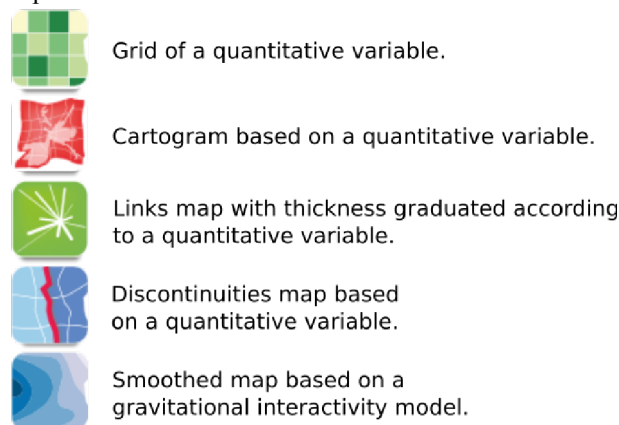 Grid of a quantitative variable.
Cartogram based on a quantitative variable.
Links map with thickness graduated according
to a quantitative variable.
Discontinuities map based
on a quantitative variable.
Smoothed map based on a
gravitational interactivity model.